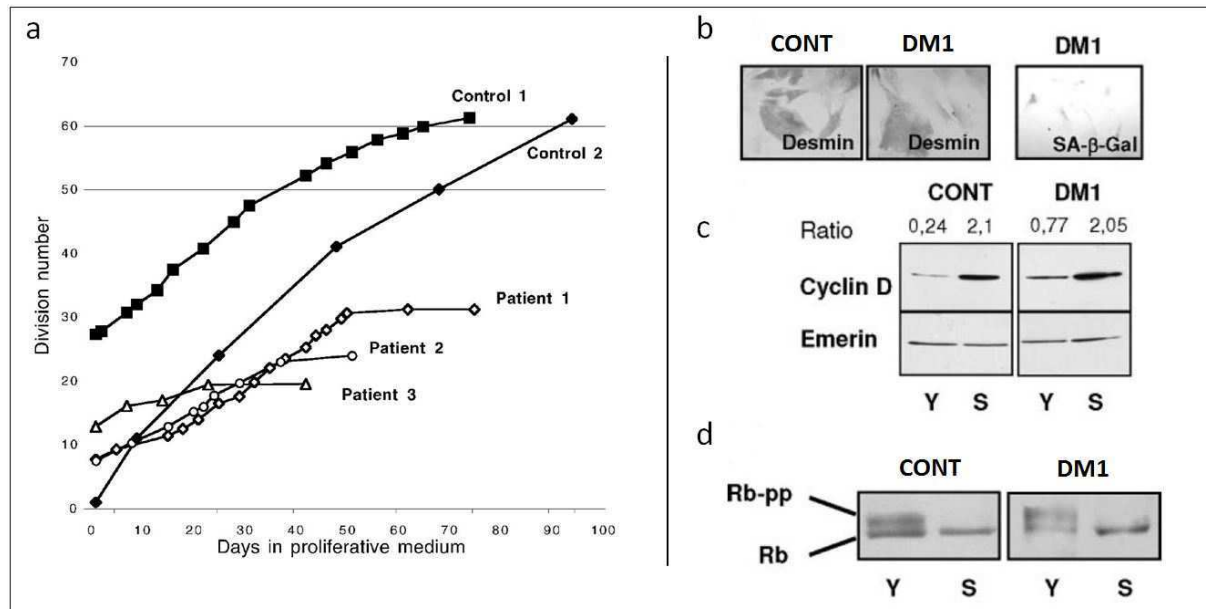 a
70
60
50
40
30
20
10
0
Division number
0 10 20 30 40 50 60 70 80 90 100
Days in proliferative medium
Control 1
Control 2
Patient 1
Patient 2
Patient 3
b
CONT DM1 DM1
Desmin Desmin SA-β-Gal
CONT DM1
c
Ratio 0,24 2,1 0,77 2,05
Cyclin D
Emerin
Y S Y S
d
CONT DM1
Rb-pp
Rb
Y S Y S